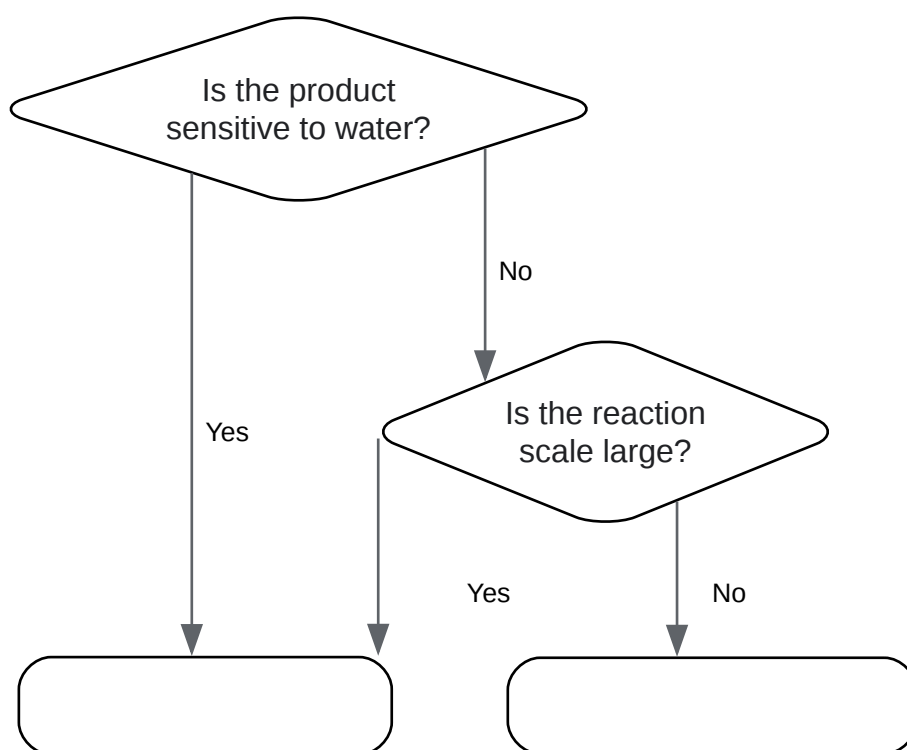 Is the product
sensitive to water?
No
Yes
Is the reaction
scale large?
Yes
No